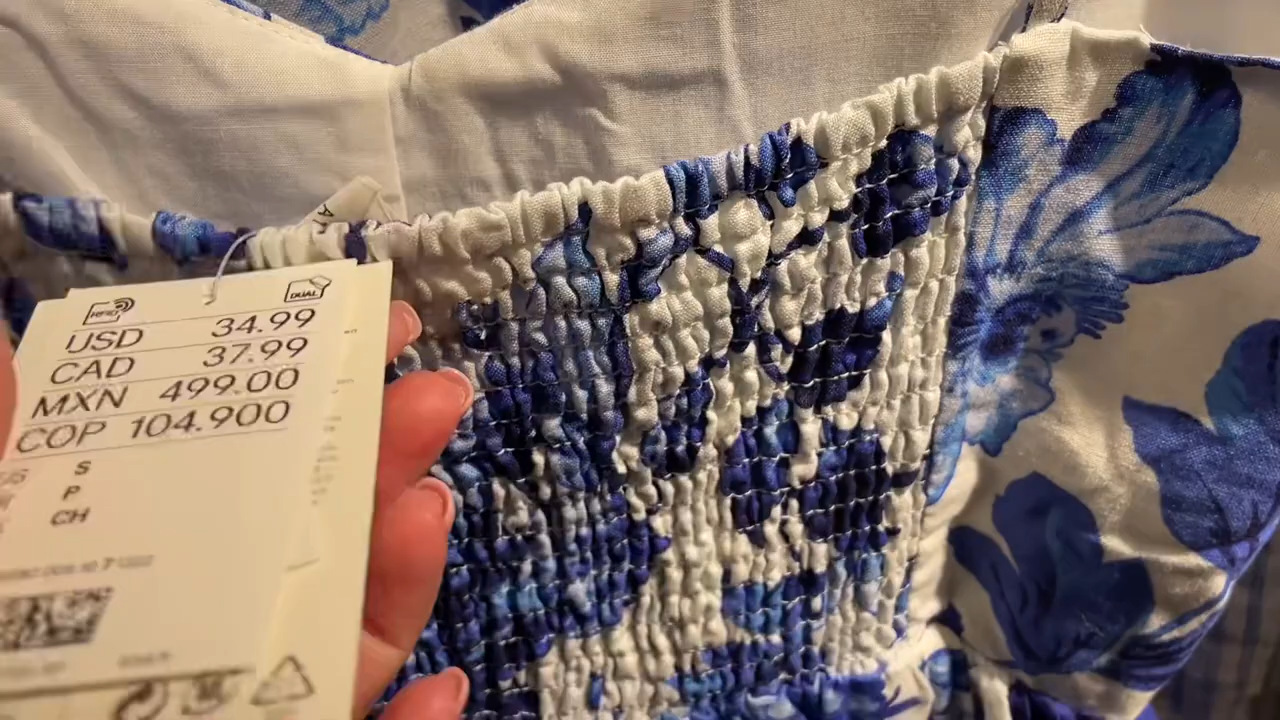 RFID
DUAL
USD 34.99
CAD 37.99
MXN 499.00
COP 104.900
S
P
CH